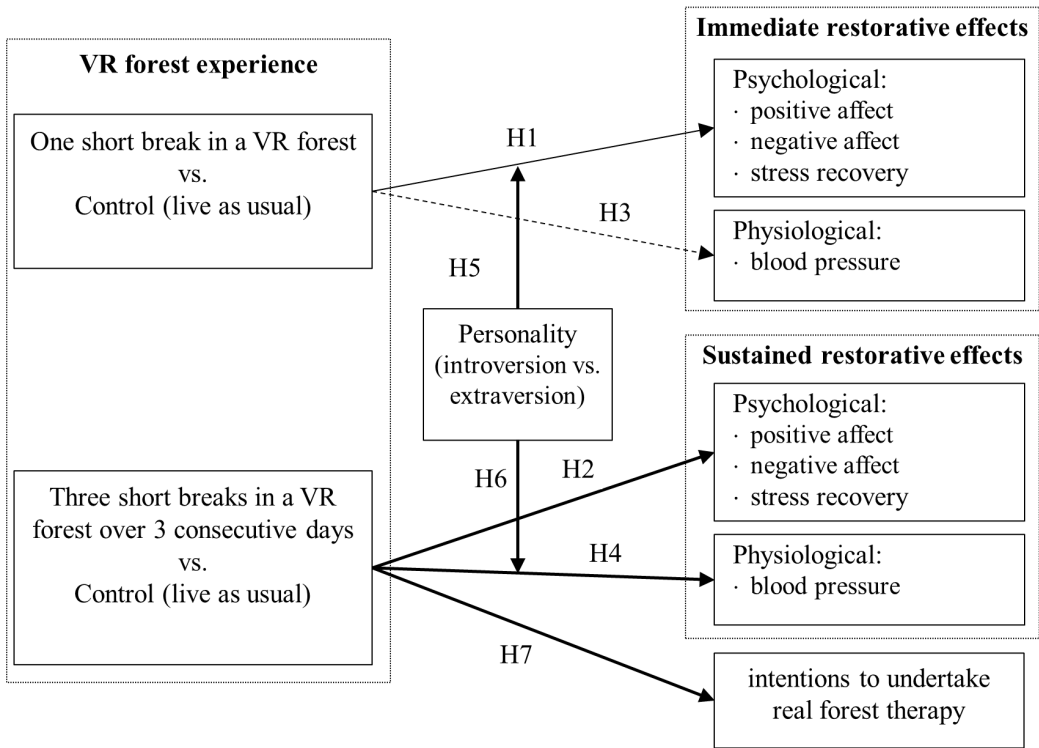 VR forest experience
One short break in a VR forest
vs.
Control (live as usual)
Three short breaks in a VR
forest over 3 consecutive days
vs.
Control (live as usual)
H1
H3
H5
Personality
(introversion vs.
extraversion)
H6
H2
H4
H7
Immediate restorative effects
Psychological:
· positive affect
· negative affect
· stress recovery
Physiological:
· blood pressure
Sustained restorative effects
Psychological:
· positive affect
· negative affect
· stress recovery
Physiological:
· blood pressure
intentions to undertake
real forest therapy